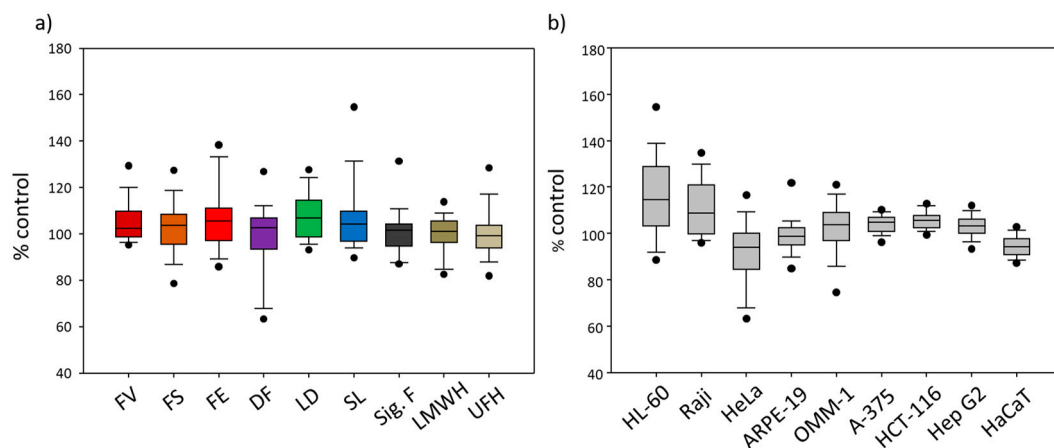 a)
% control
180
160
140
120
100
80
60
40
FV
FS
FE
DF
LD
SL
Sig. F
LMWH
UFH
b)
% control
180
160
140
120
100
80
60
40
HL-60
Raji
HeLa
ARPE-19
OMM-1
A-375
HCT-116
Hep G2
HaCaT